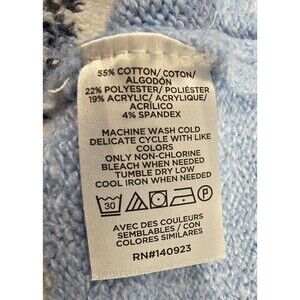 55% COTTON/ COTON/
ALGODÓN
22% POLYESTER/ POLIÉSTER
19% ACRYLIC/ ACRYLIQUE/
ACRÍLICO
4% SPANDEX
MACHINE WASH COLD
DELICATE CYCLE WITH LIKE
COLORS
ONLY NON-CHLORINE
BLEACH WHEN NEEDED
TUMBLE DRY LOW
COOL IRON WHEN NEEDED
30 P
AVEC DES COULEURS
SEMBLABLES / CON
COLORES SIMILARES
RN#140923